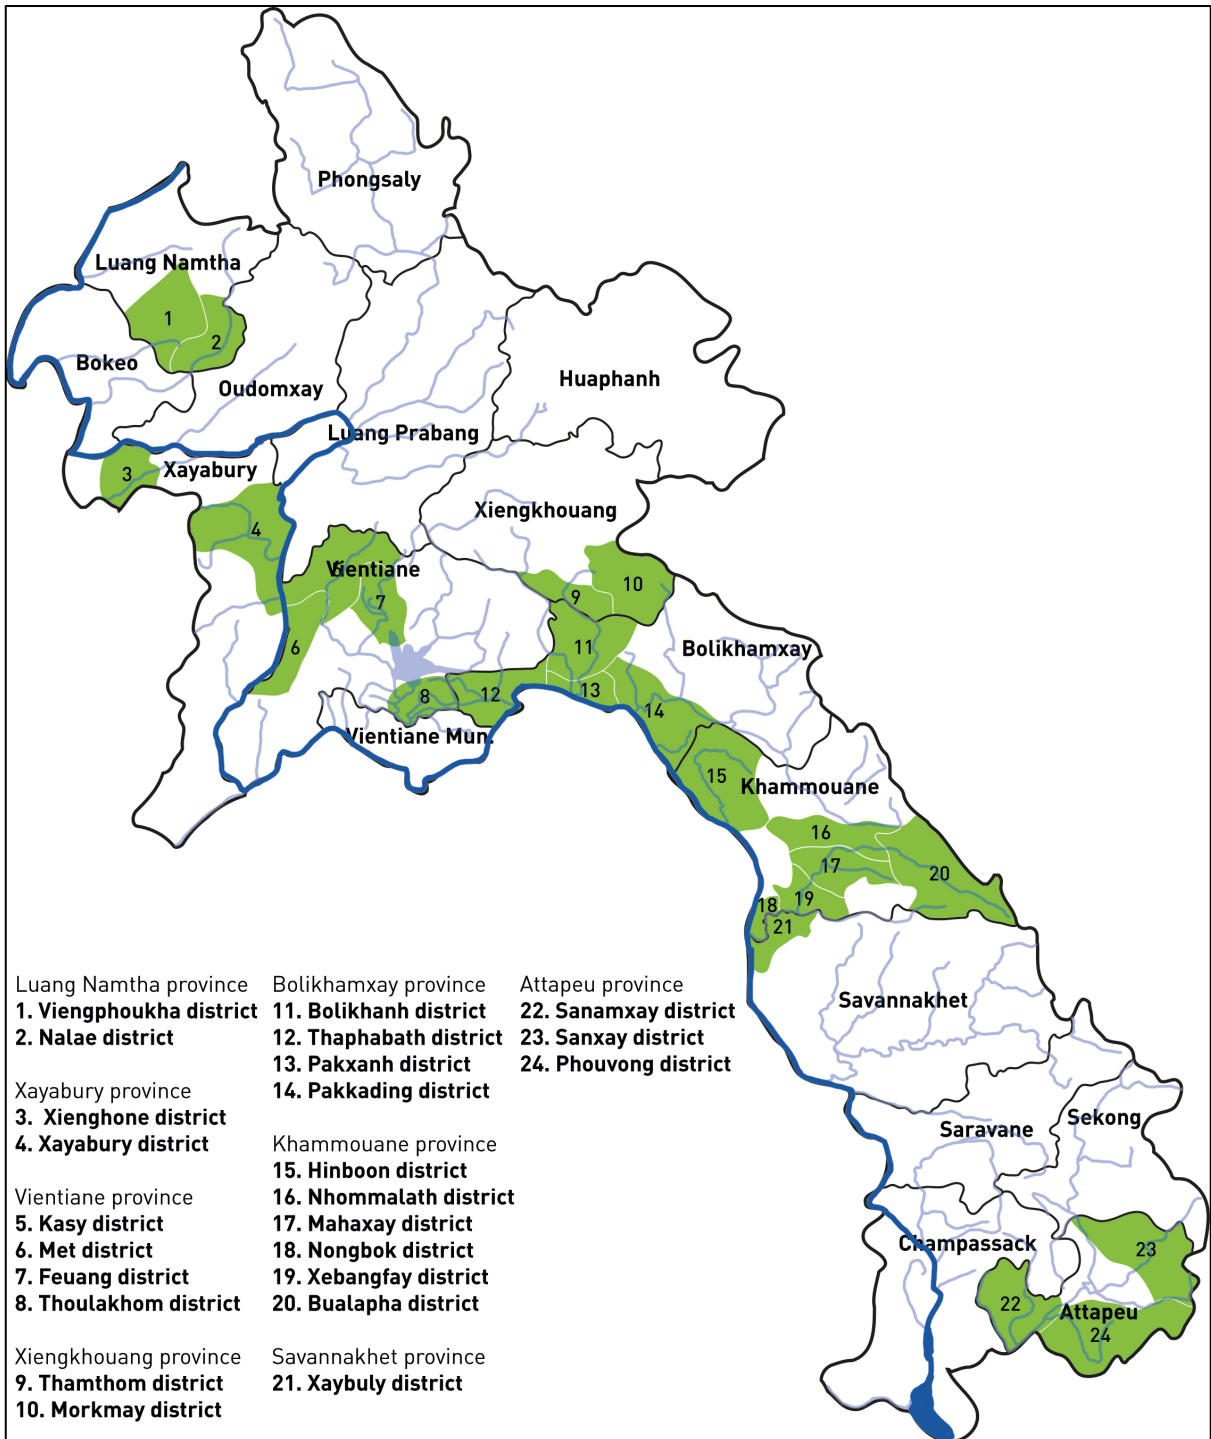 Phongsaly
Luang Namtha
1
2
Bokeo
Oudomxay
Huaphanh
Luang Prabang
3
Xayabury
Xiengkhouang
4
Vientiane
10
9
7
6
11
Bolikhamxay
8
12
13
14
Vientiane Mun.
15
Khammouane
16
17
20
18
19
21
Savannakhet
Saravane
Sekong
Champassack
23
22
Attapeu
24
Luang Namtha province
1. Viengphoukha district
2. Nalae district
Xayabury province
3. Xienghone district
4. Xayabury district
Vientiane province
5. Kasy district
6. Met district
7. Feuang district
8. Thoulakhom district
Xiengkhouang province
9. Thamthom district
10. Morkmay district
Bolikhamxay province
11. Bolikhanh district
12. Thaphabath district
13. Pakxanh district
14. Pakkading district
Khammouane province
15. Hinboon district
16. Nhommalath district
17. Mahaxay district
18. Nongbok district
19. Xebangfay district
20. Bualapha district
Savannakhet province
21. Xaybuly district
Attapeu province
22. Sanamxay district
23. Sanxay district
24. Phouvong district